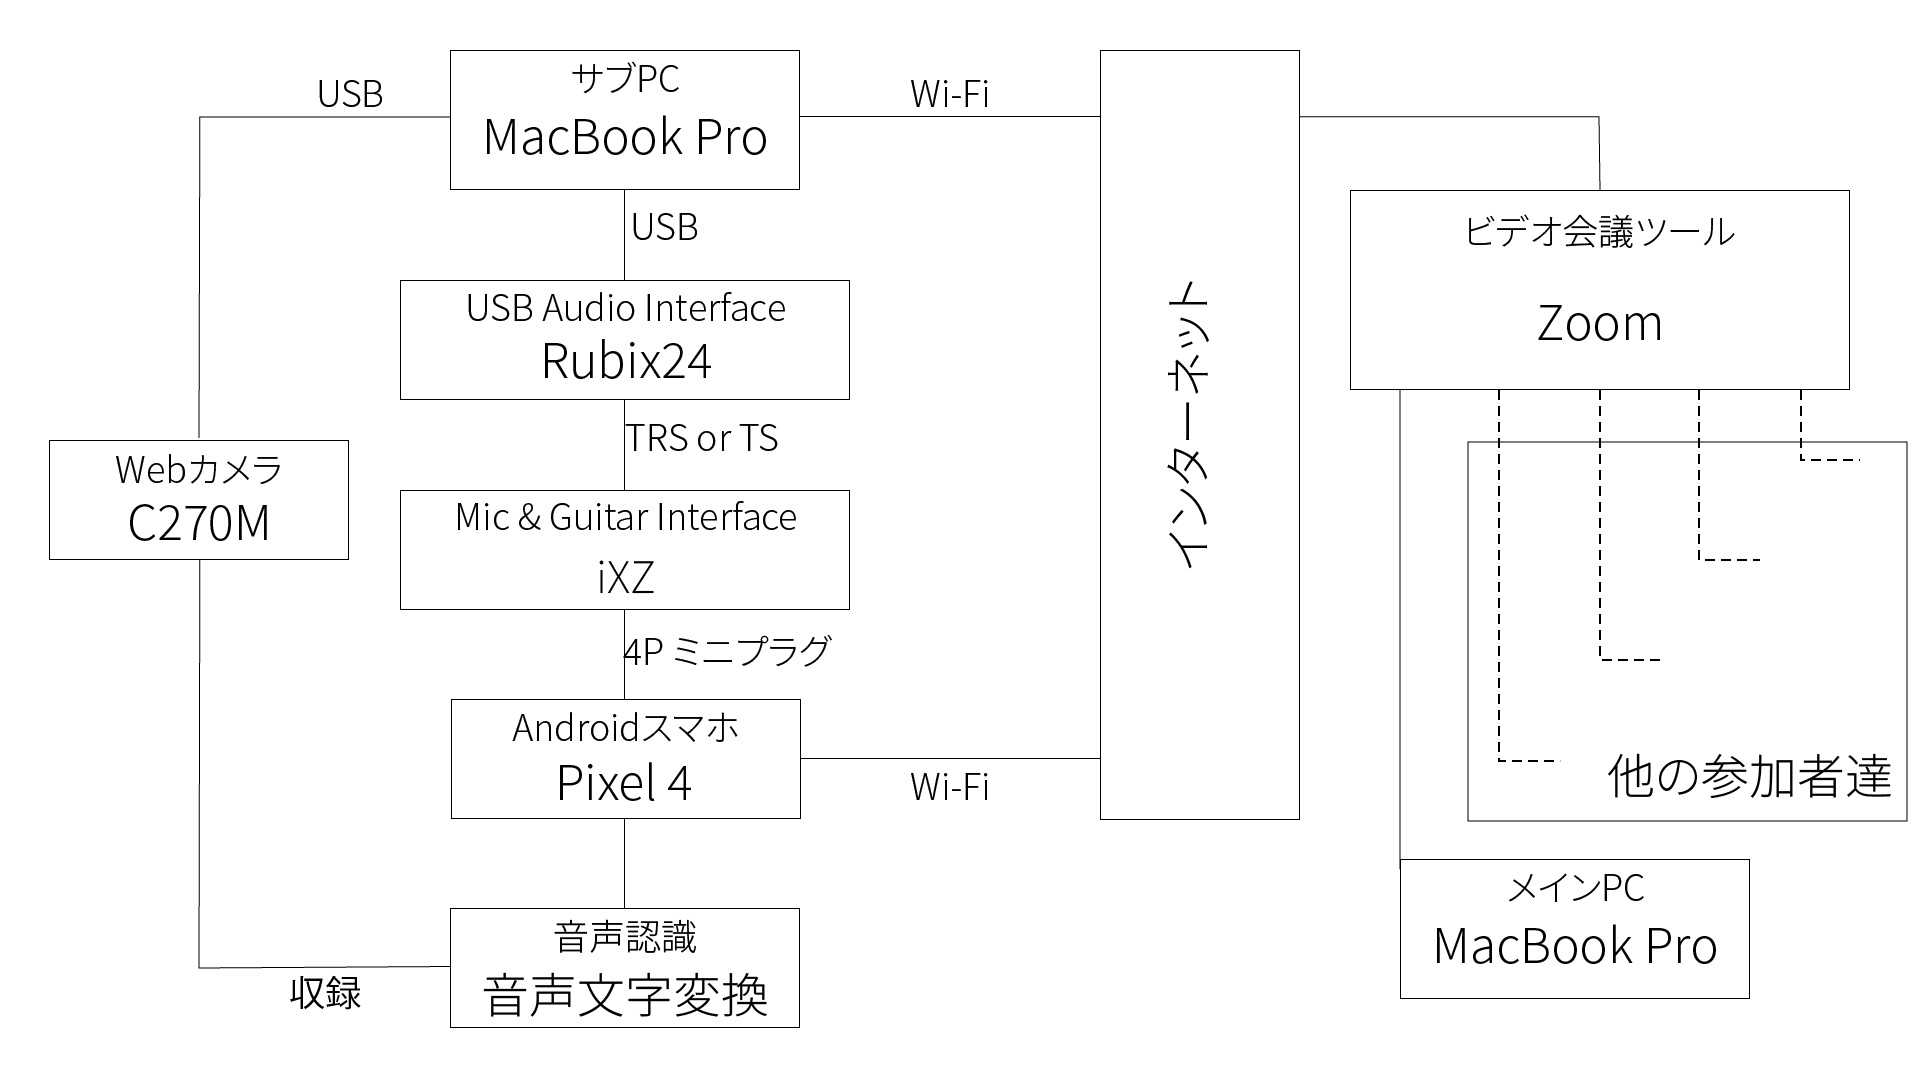 サブPC
MacBook Pro
USB
Wi-Fi
USB
USB Audio Interface
Rubix24
TRS or TS
Mic & Guitar Interface
iXZ
4P ミニプラグ
Androidスマホ
Pixel 4
Wi-Fi
音声認識
音声文字変換
Webカメラ
C270M
収録
インターネット
ビデオ会議ツール
Zoom
他の参加者達
メインPC
MacBook Pro